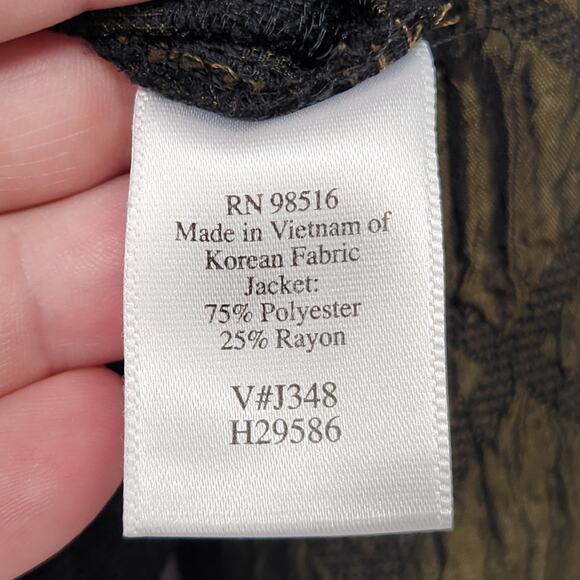 RN 98516
Made in Vietnam of
Korean Fabric
Jacket:
75% Polyester
25% Rayon
V#J348
H29586